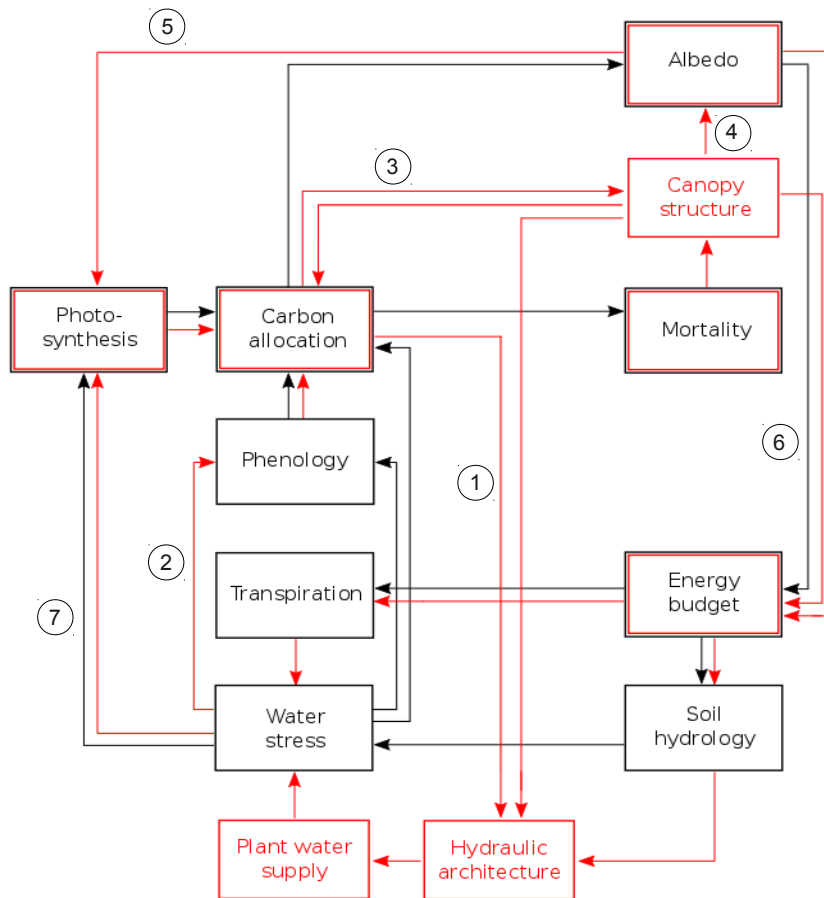 5
Albedo
4
3
Canopy
structure
Photo-
synthesis
Carbon
allocation
Mortality
Phenology
1
6
2
Transpiration
Energy
budget
7
Water
stress
Soil
hydrology
Plant water
supply
Hydraulic
architecture